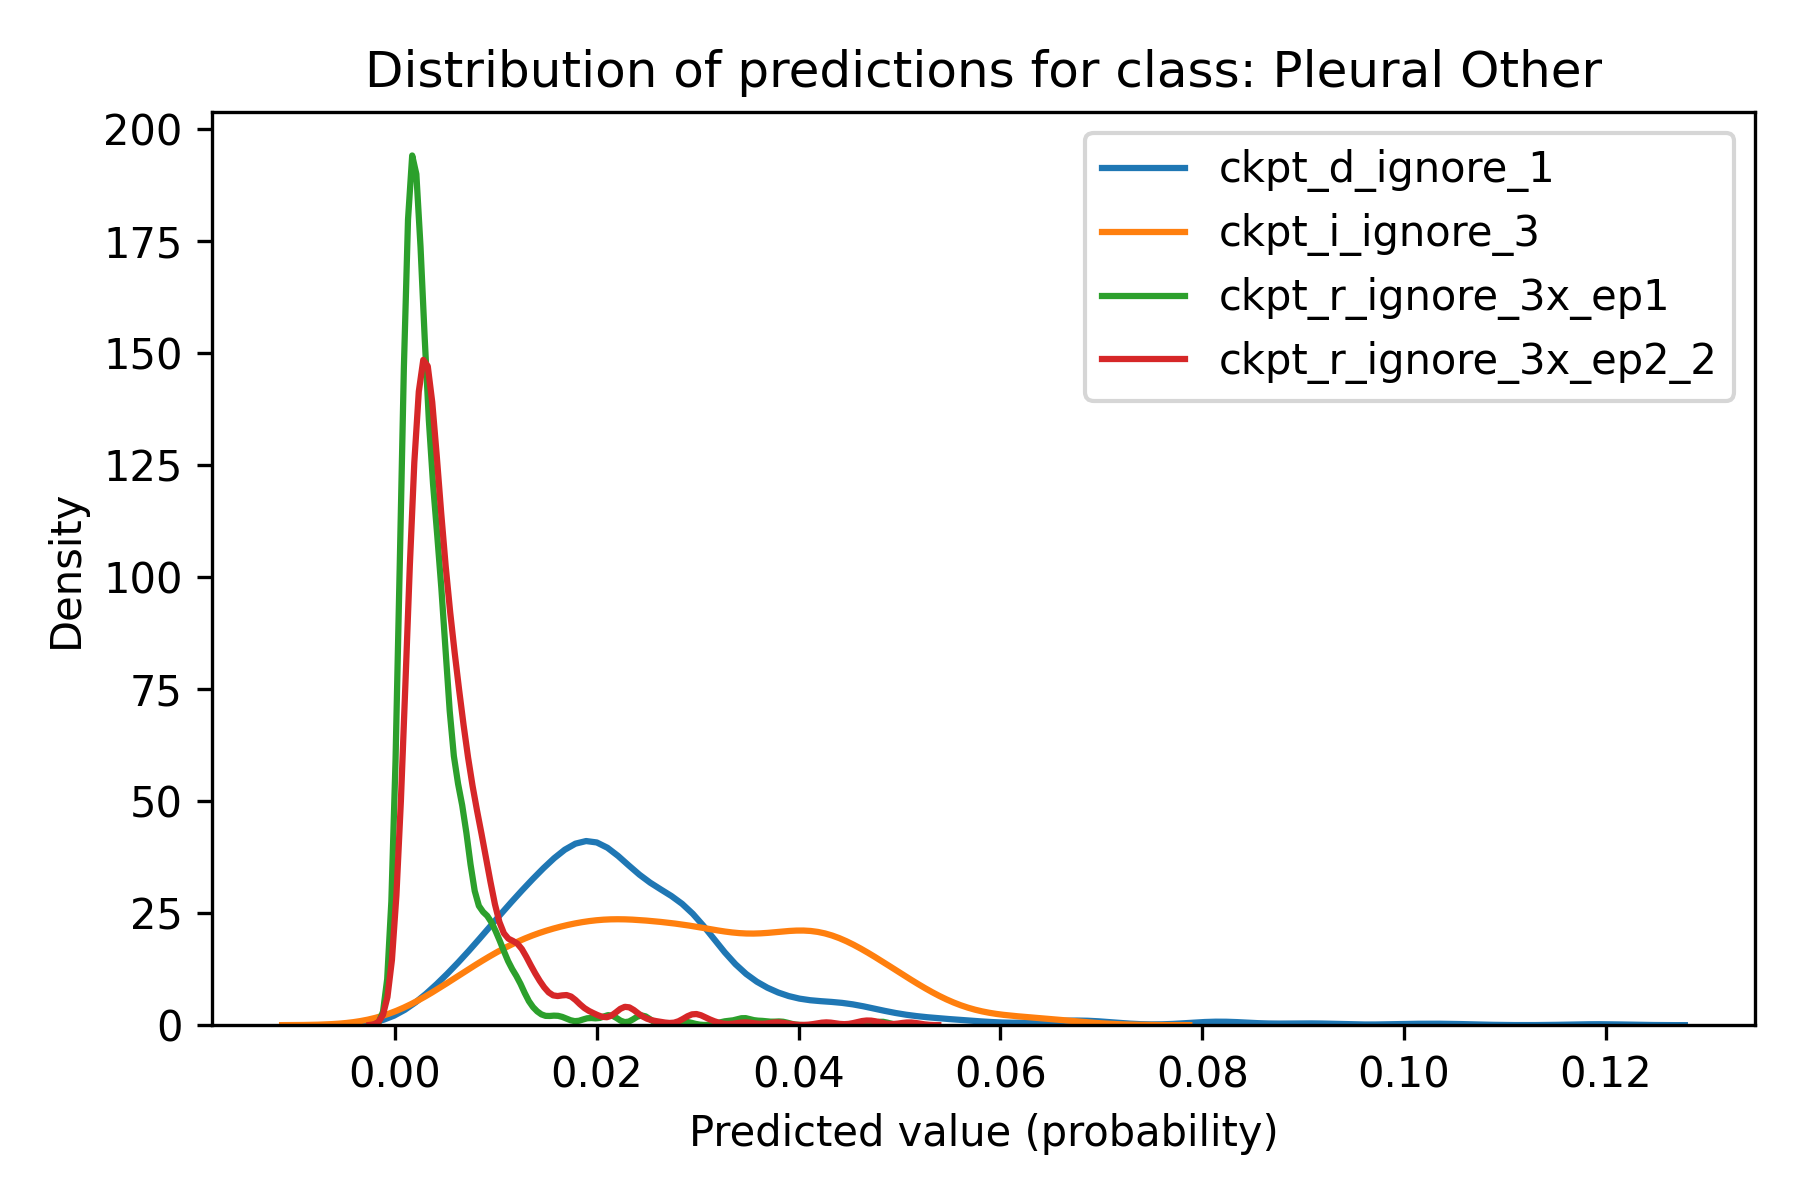 Distribution of predictions for class: Pleural Other
200
175
150
125
100
75
50
25
0
Density
ckpt_d_ignore_1
ckpt_i_ignore_3
ckpt_r_ignore_3x_ep1
ckpt_r_ignore_3x_ep2_2
0.00 0.02 0.04 0.06 0.08 0.10 0.12
Predicted value (probability)